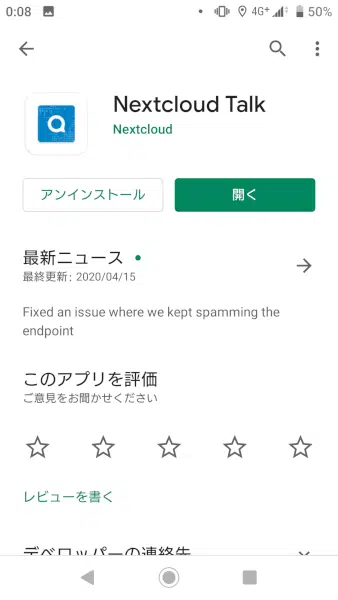 0:08
4G+
50%
Nextcloud Talk
Nextcloud
アンインストール
開く
最新ニュース
最終更新: 2020/04/15
Fixed an issue where we kept spamming the
endpoint
このアプリを評価
ご意見をお聞かせください
レビューを書く
デベロッパーの連絡先